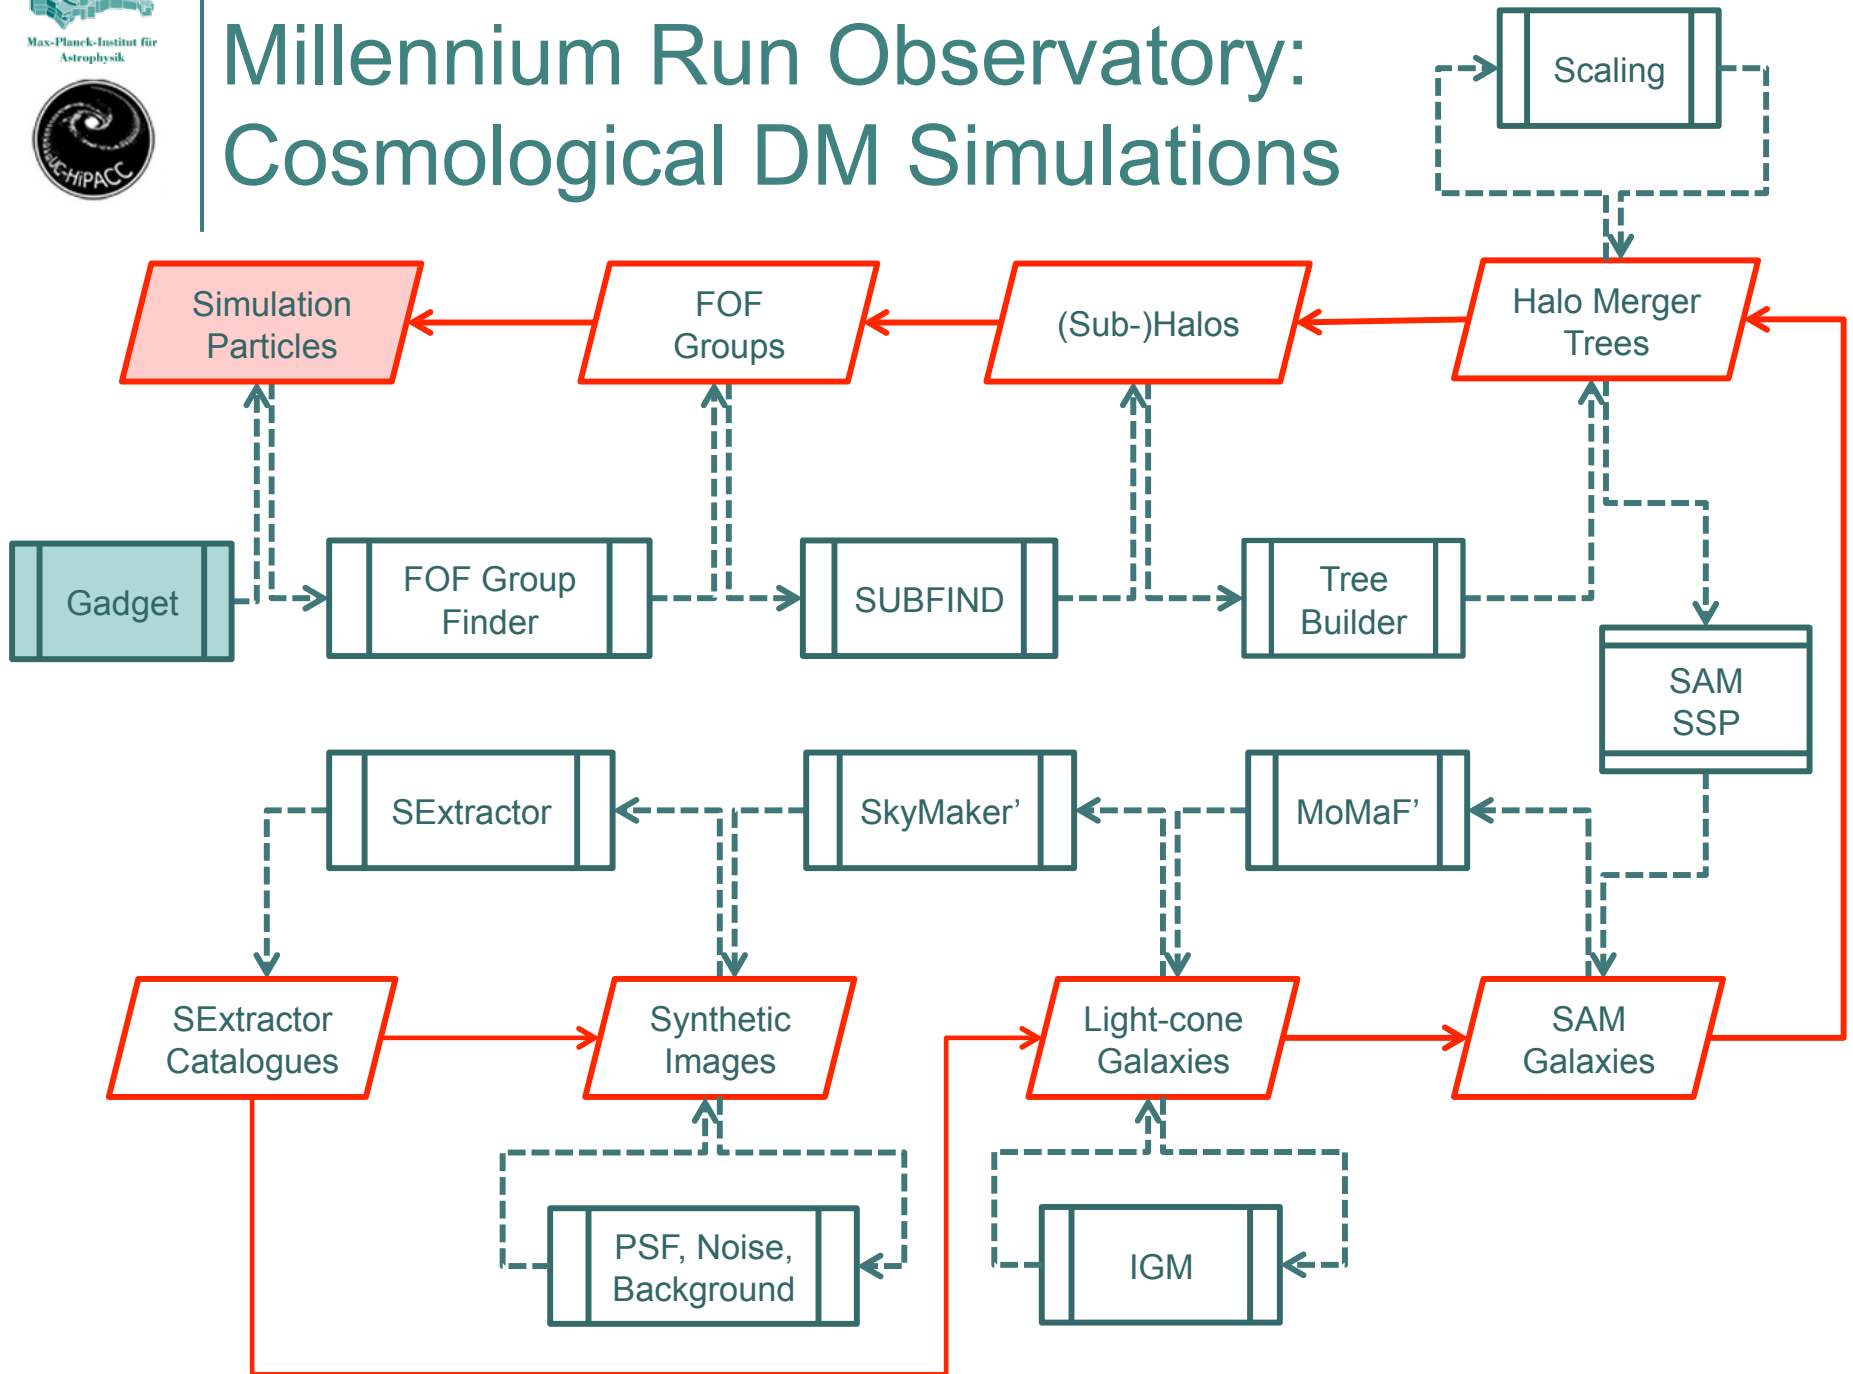 Max-Planck-Institut für
Astrophysik
UC-HiPACC
Millennium Run Observatory:
Cosmological DM Simulations
Scaling
Simulation
Particles
FOF
Groups
(Sub-)Halos
Halo Merger
Trees
Gadget
FOF Group
Finder
SUBFIND
Tree
Builder
SAM
SSP
SExtractor
SkyMaker’
MoMaF’
SExtractor
Catalogues
Synthetic
Images
Light-cone
Galaxies
SAM
Galaxies
PSF, Noise,
Background
IGM